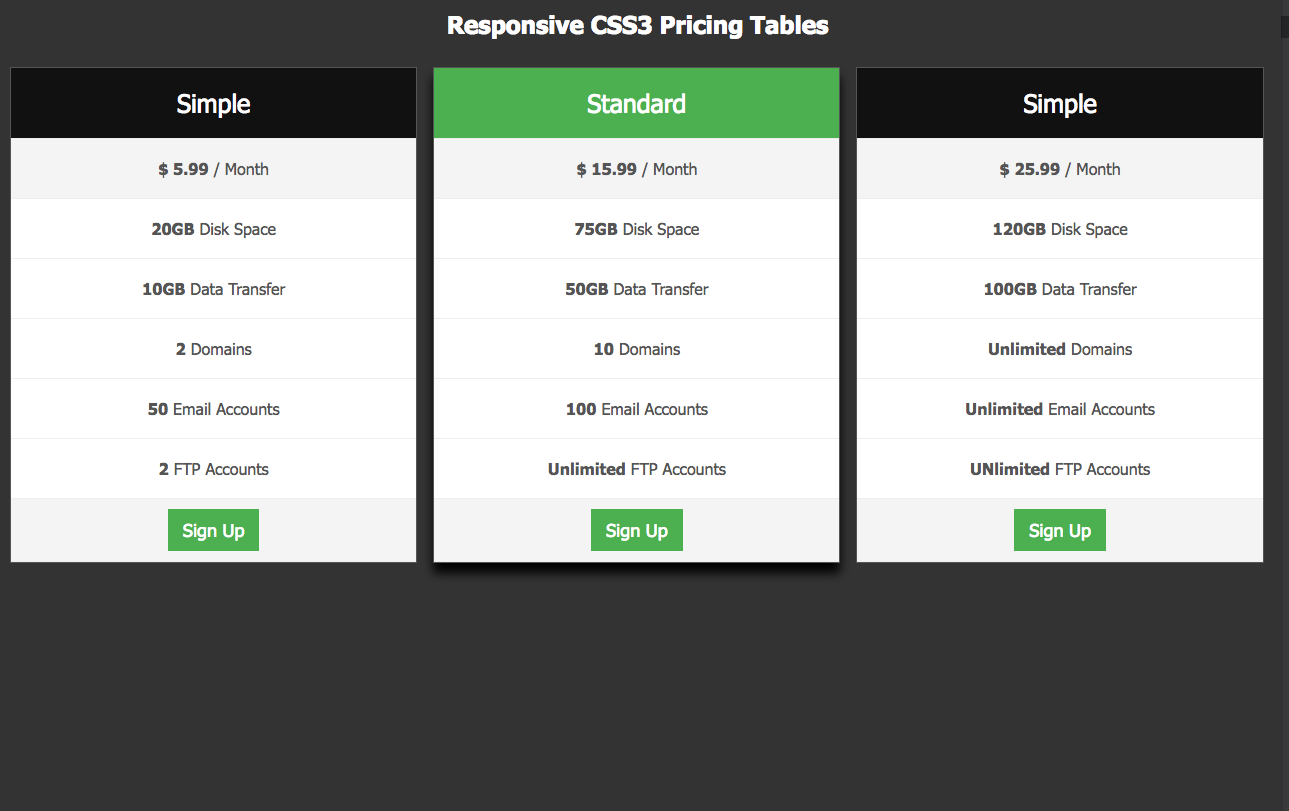 Responsive CSS3 Pricing Tables
Simple
$ 5.99 / Month
20GB Disk Space
10GB Data Transfer
2 Domains
50 Email Accounts
2 FTP Accounts
Sign Up
Standard
$ 15.99 / Month
75GB Disk Space
50GB Data Transfer
10 Domains
100 Email Accounts
Unlimited FTP Accounts
Sign Up
Simple
$ 25.99 / Month
120GB Disk Space
100GB Data Transfer
Unlimited Domains
Unlimited Email Accounts
UNlimited FTP Accounts
Sign Up